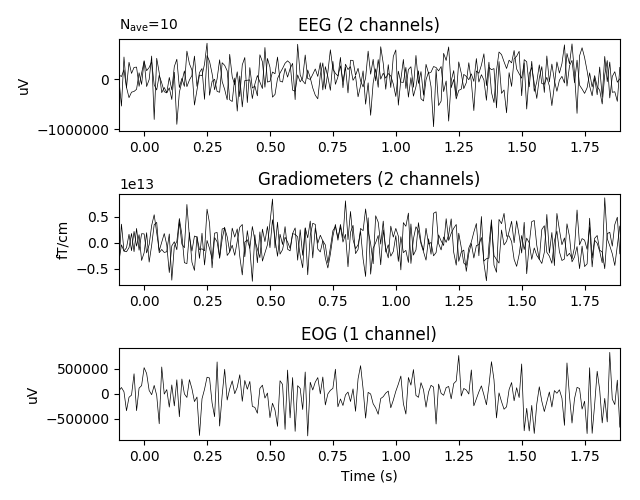 N_ave=10
EEG (2 channels)
uV
0
−1000000
0.00 0.25 0.50 0.75 1.00 1.25 1.50 1.75
1e13
Gradiometers (2 channels)
fT/cm
0.5
0.0
−0.5
0.00 0.25 0.50 0.75 1.00 1.25 1.50 1.75
EOG (1 channel)
uV
500000
0
−500000
0.00 0.25 0.50 0.75 1.00 1.25 1.50 1.75
Time (s)